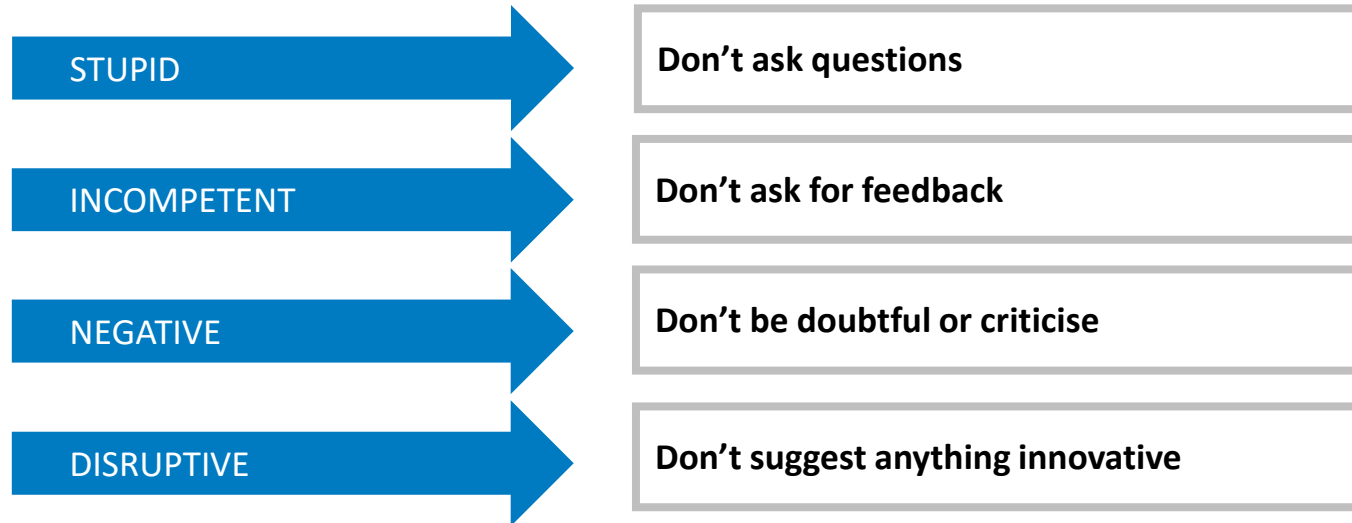 STUPID
Don’t ask questions
INCOMPETENT
Don’t ask for feedback
NEGATIVE
Don’t be doubtful or criticise
DISRUPTIVE
Don’t suggest anything innovative